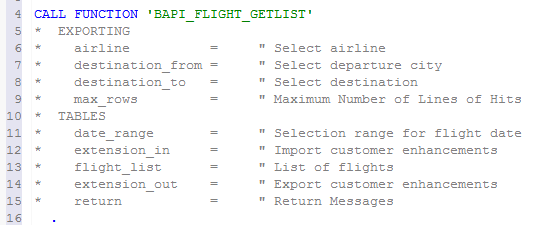 4 CALL FUNCTION 'BAPI_FLIGHT_GETLIST'
5 *  EXPORTING
6 *    airline          =     " Select airline
7 *    destination_from =     " Select departure city
8 *    destination_to   =     " Select destination
9 *    max_rows         =     " Maximum Number of Lines of Hits
10 *  TABLES
11 *    date_range       =     " Selection range for flight date
12 *    extension_in     =     " Import customer enhancements
13 *    flight_list      =     " List of flights
14 *    extension_out    =     " Export customer enhancements
15 *    return           =     " Return Messages
16   .